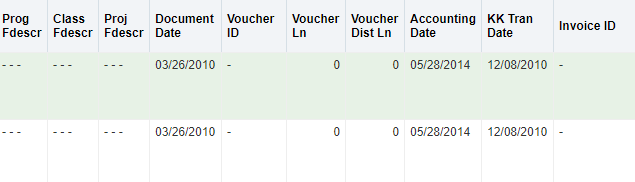 Prog Fdescr Class Fdescr Proj Fdescr Document Date Voucher ID Voucher Ln Voucher Dist Ln Accounting Date KK Tran Date Invoice ID
- - - - - - - - - 03/26/2010 - 0 0 05/28/2014 12/08/2010 -
- - - - - - - - - 03/26/2010 - 0 0 05/28/2014 12/08/2010 -